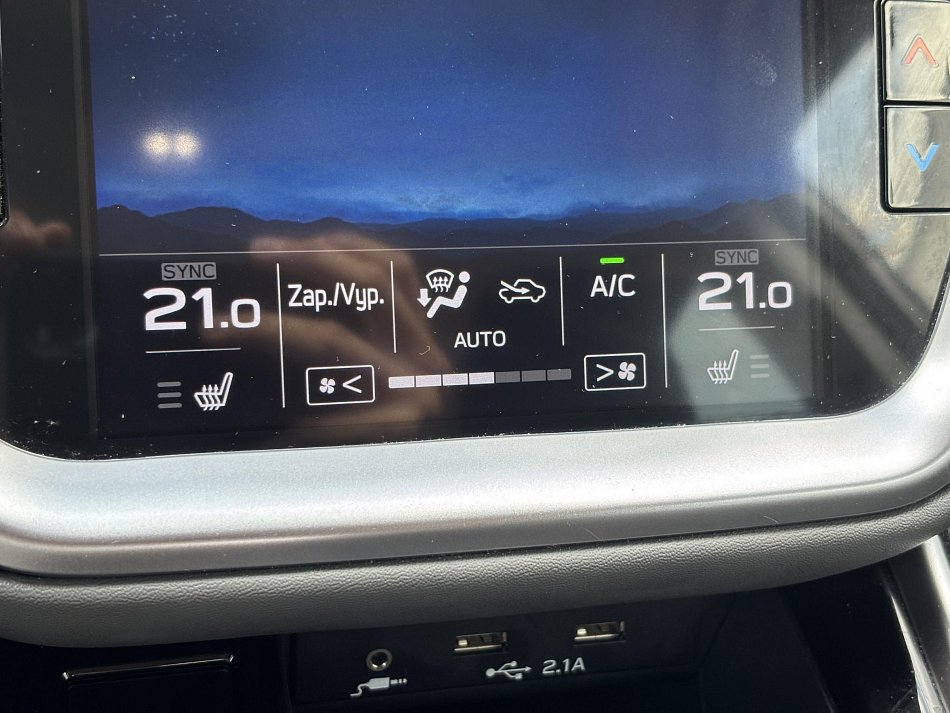 SYNC
21.0
Zap./Vyp.
A/C
SYNC
21.0
AUTO
<
>
2.1A